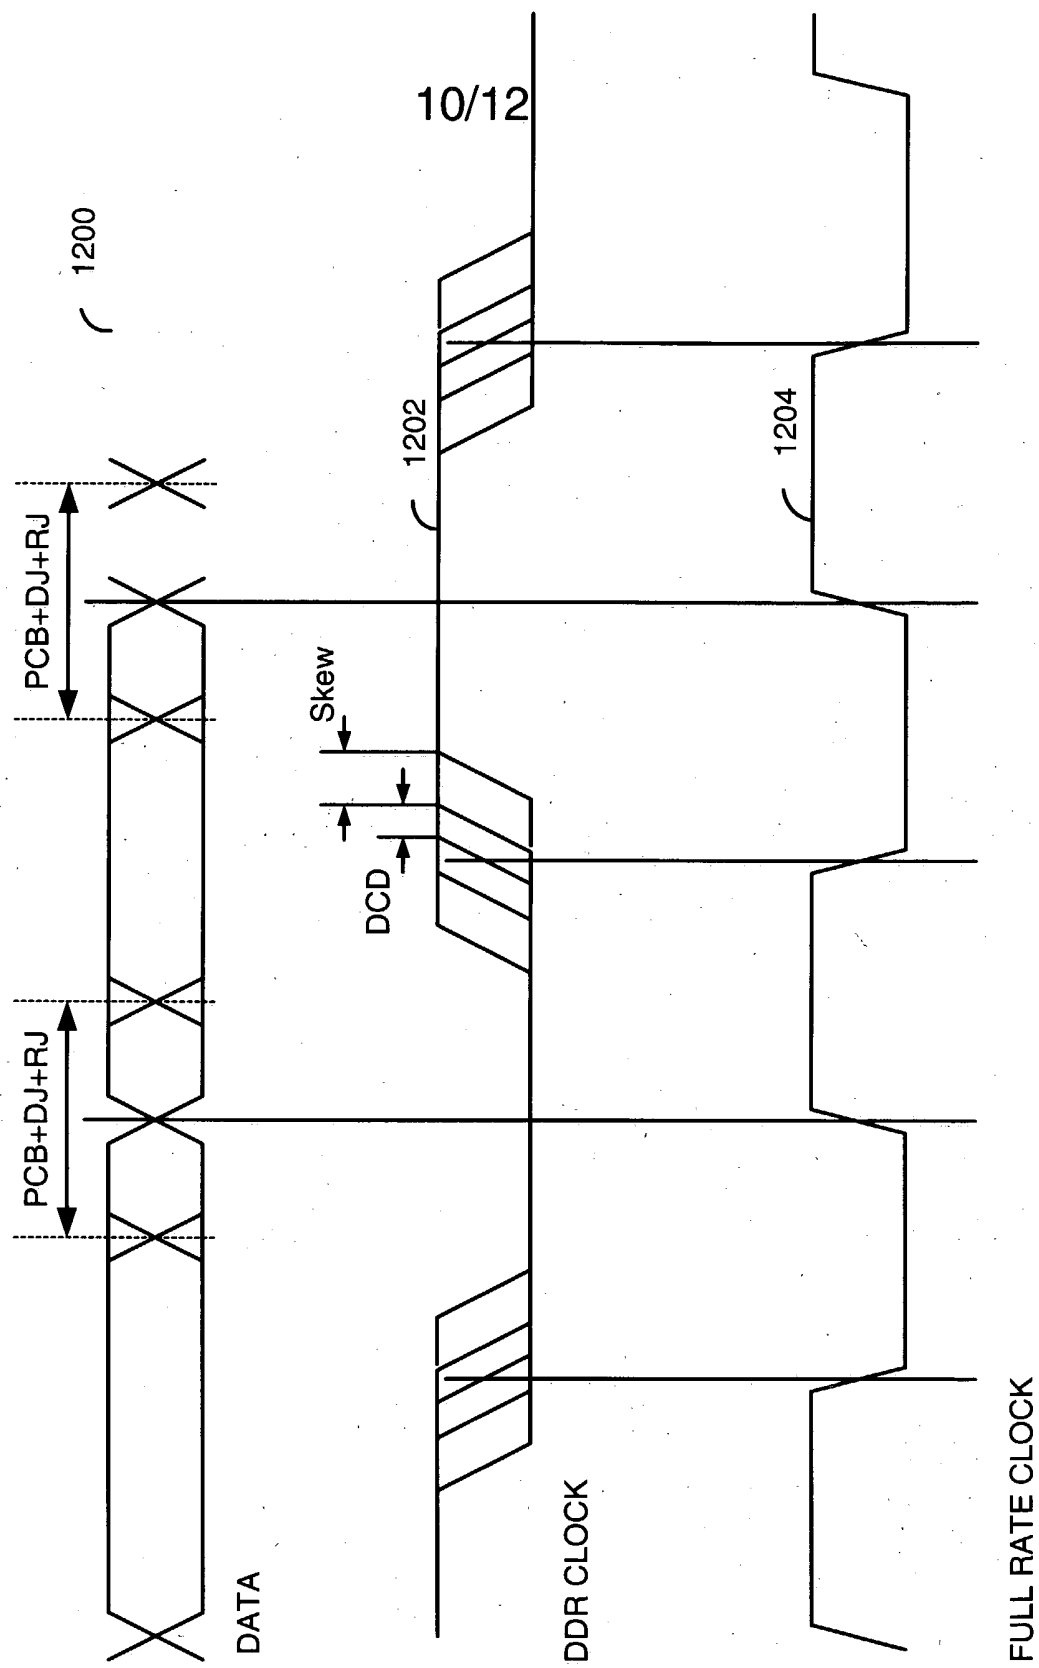 10/12
1200
PCB+DJ+RJ
PCB+DJ+RJ
DATA
1202
Skew
DCD
DDR CLOCK
1204
FULL RATE CLOCK